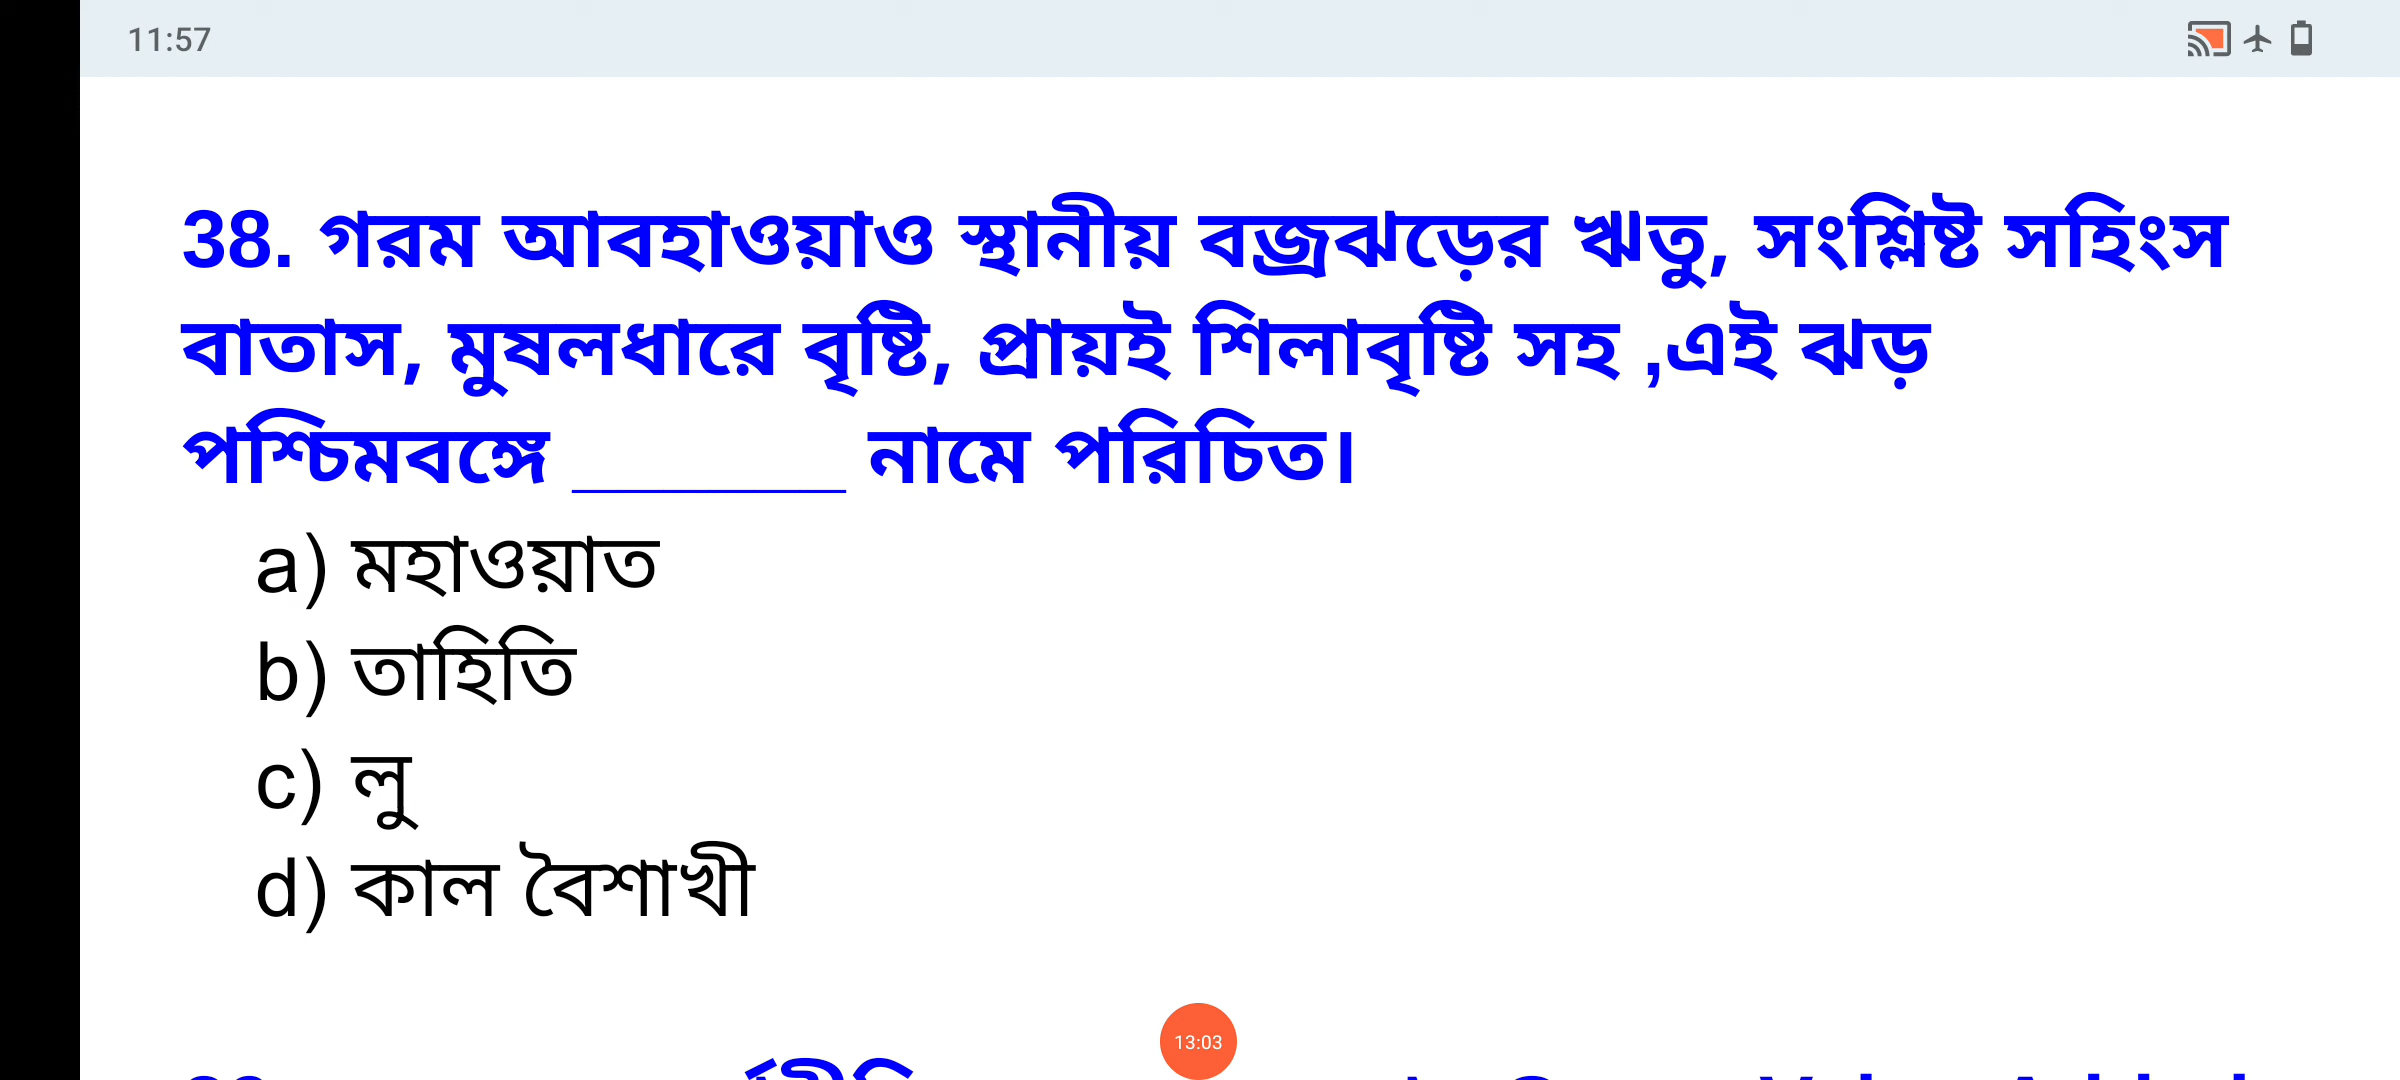 11:57
38. গরম আবহাওয়াও স্থানীয় বজ্রঝড়ের ঋতু, সংশ্লিষ্ট সহিংস
বাতাস, মুষলধারে বৃষ্টি, প্রায়ই শিলাবৃষ্টি সহ ,এই ঝড়
পশ্চিমবঙ্গে ________ নামে পরিচিত।
a) মহাওয়াত
b) তাহিতি
c) লু
d) কাল বৈশাখী
13:03